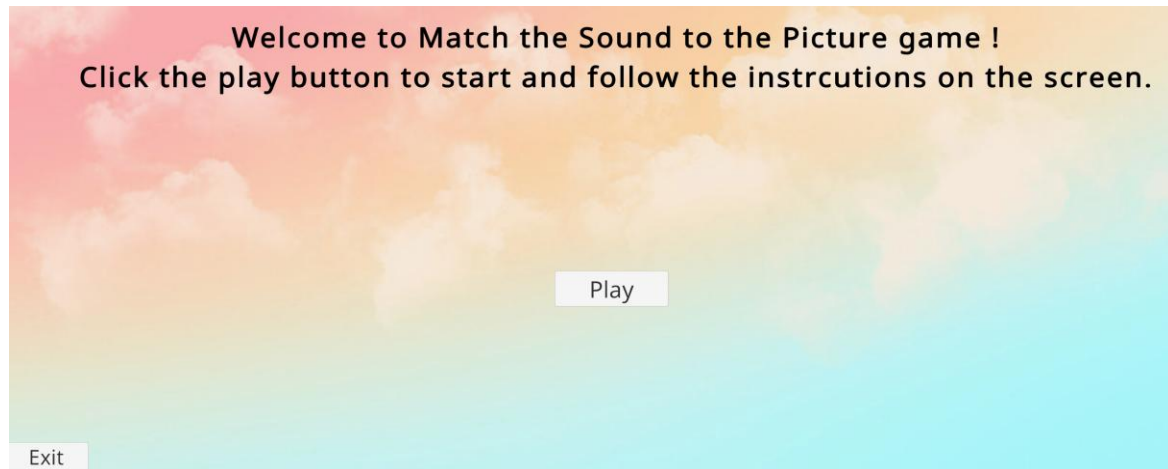 Welcome to Match the Sound to the Picture game !
Click the play button to start and follow the instrcutions on the screen.
Play
Exit